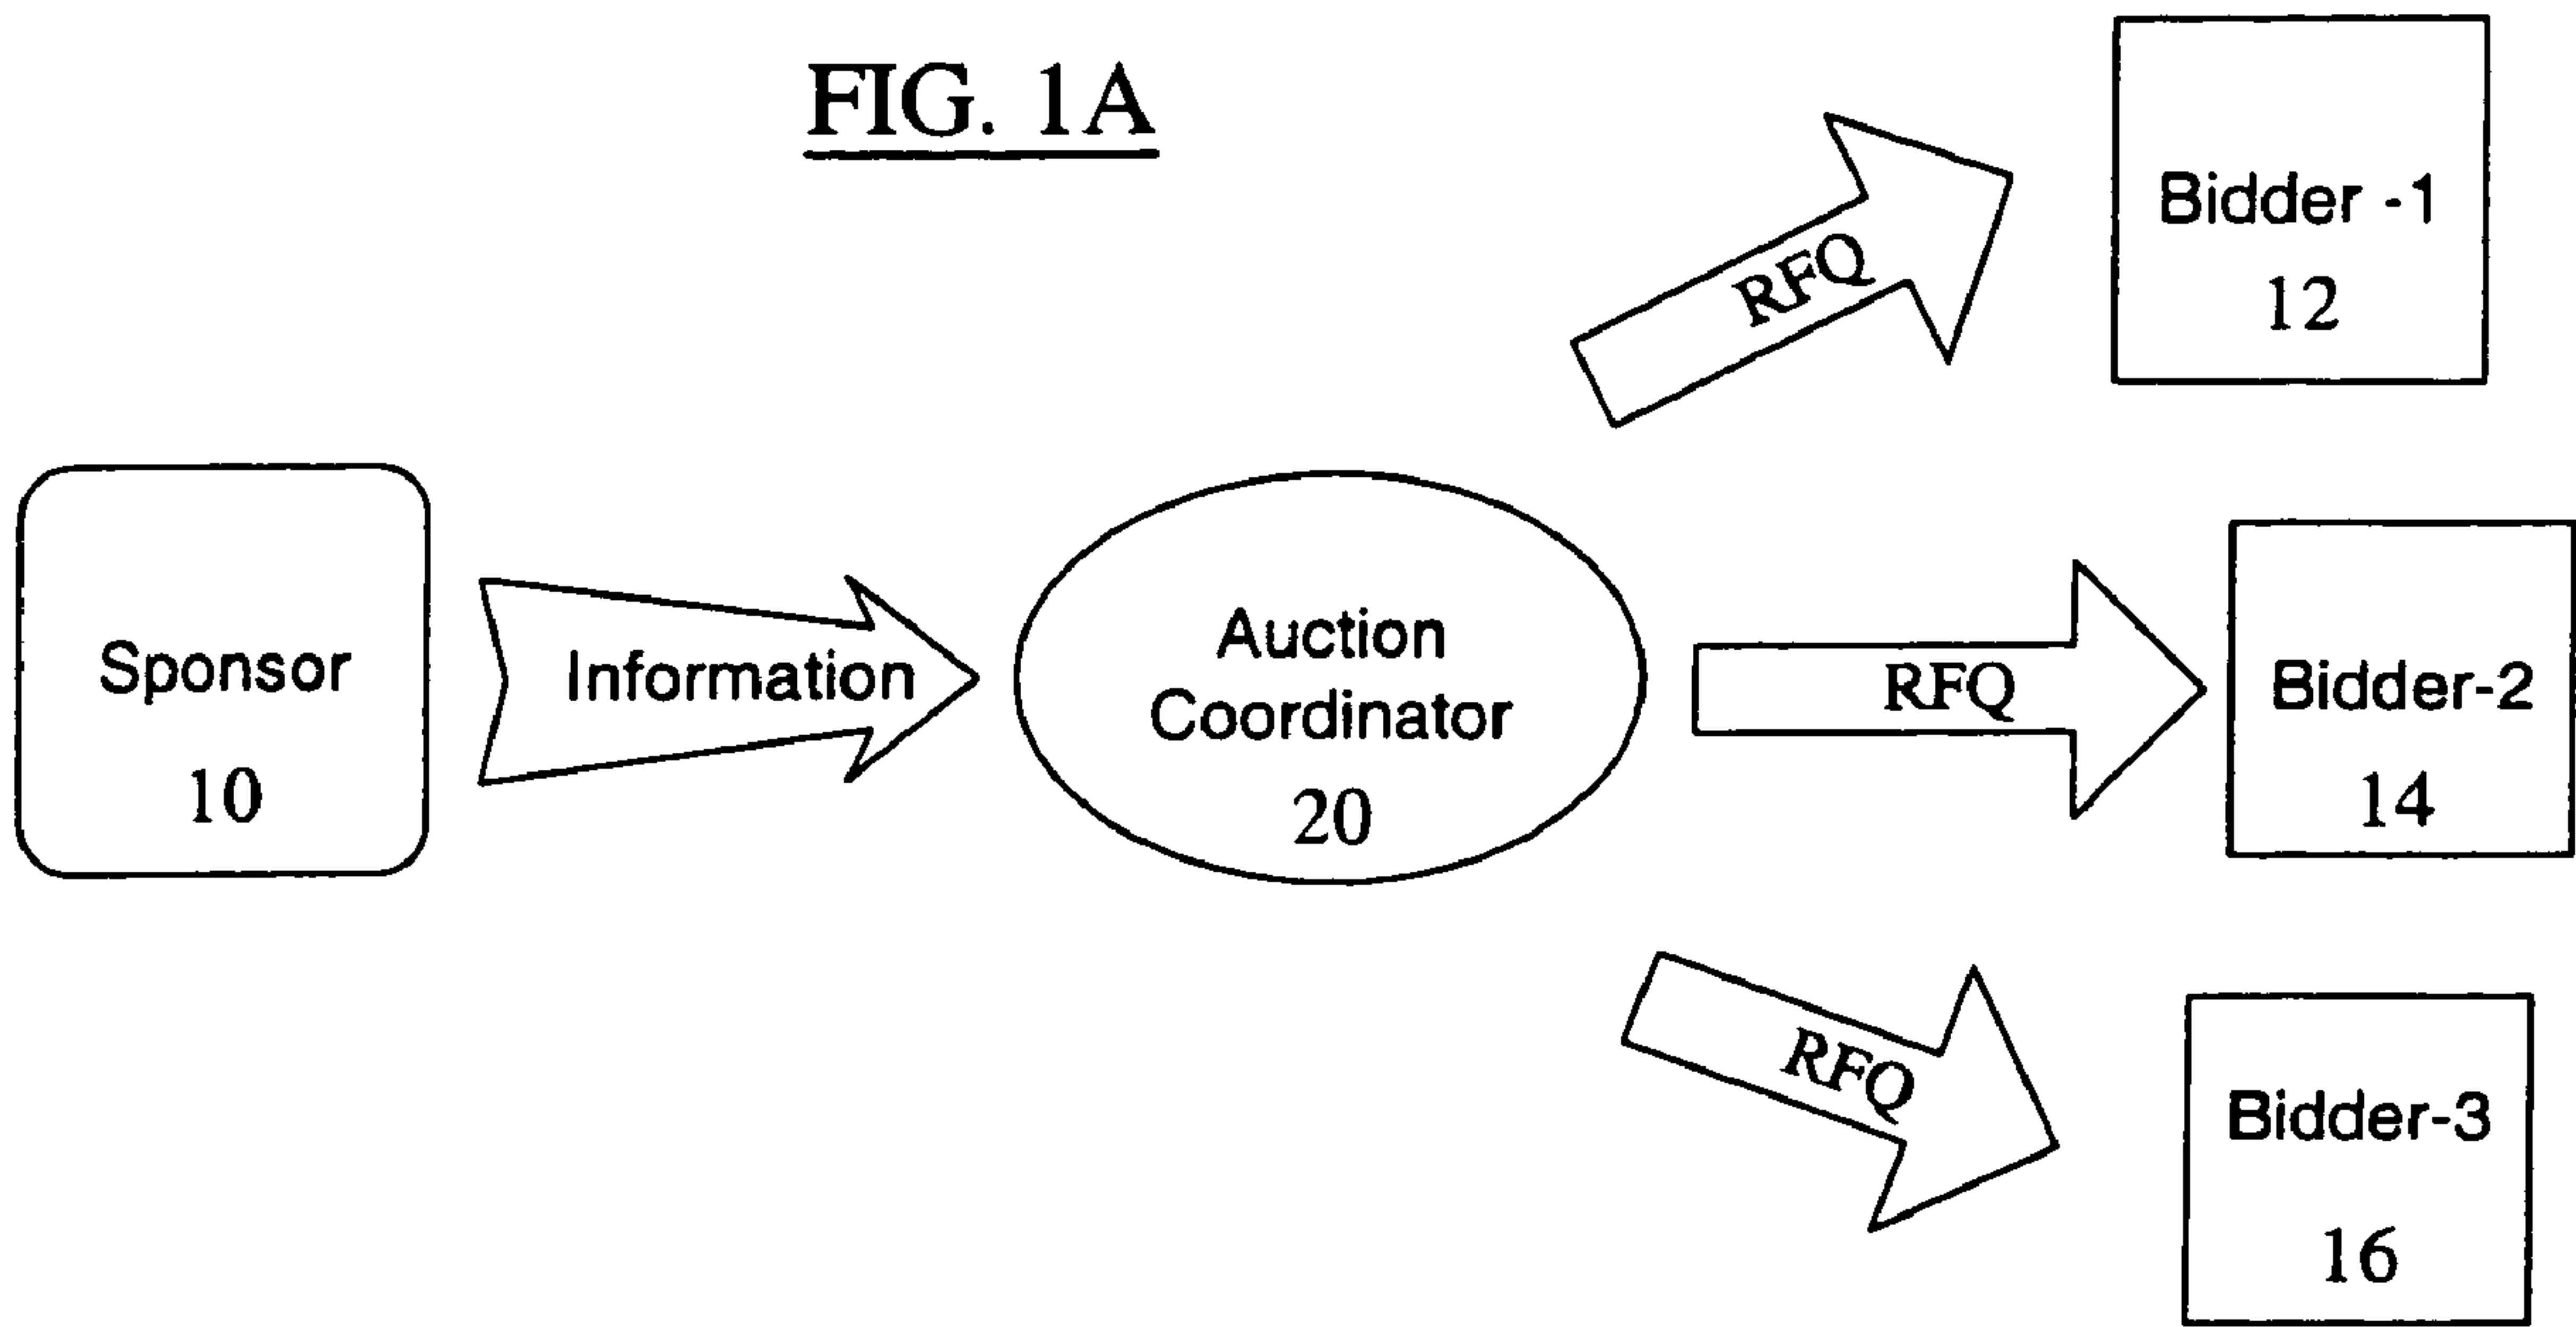 FIG. 1A
Sponsor
10
Information
Auction
Coordinator
20
RFQ
Bidder -1
12
RFQ
Bidder-2
14
RFQ
Bidder-3
16